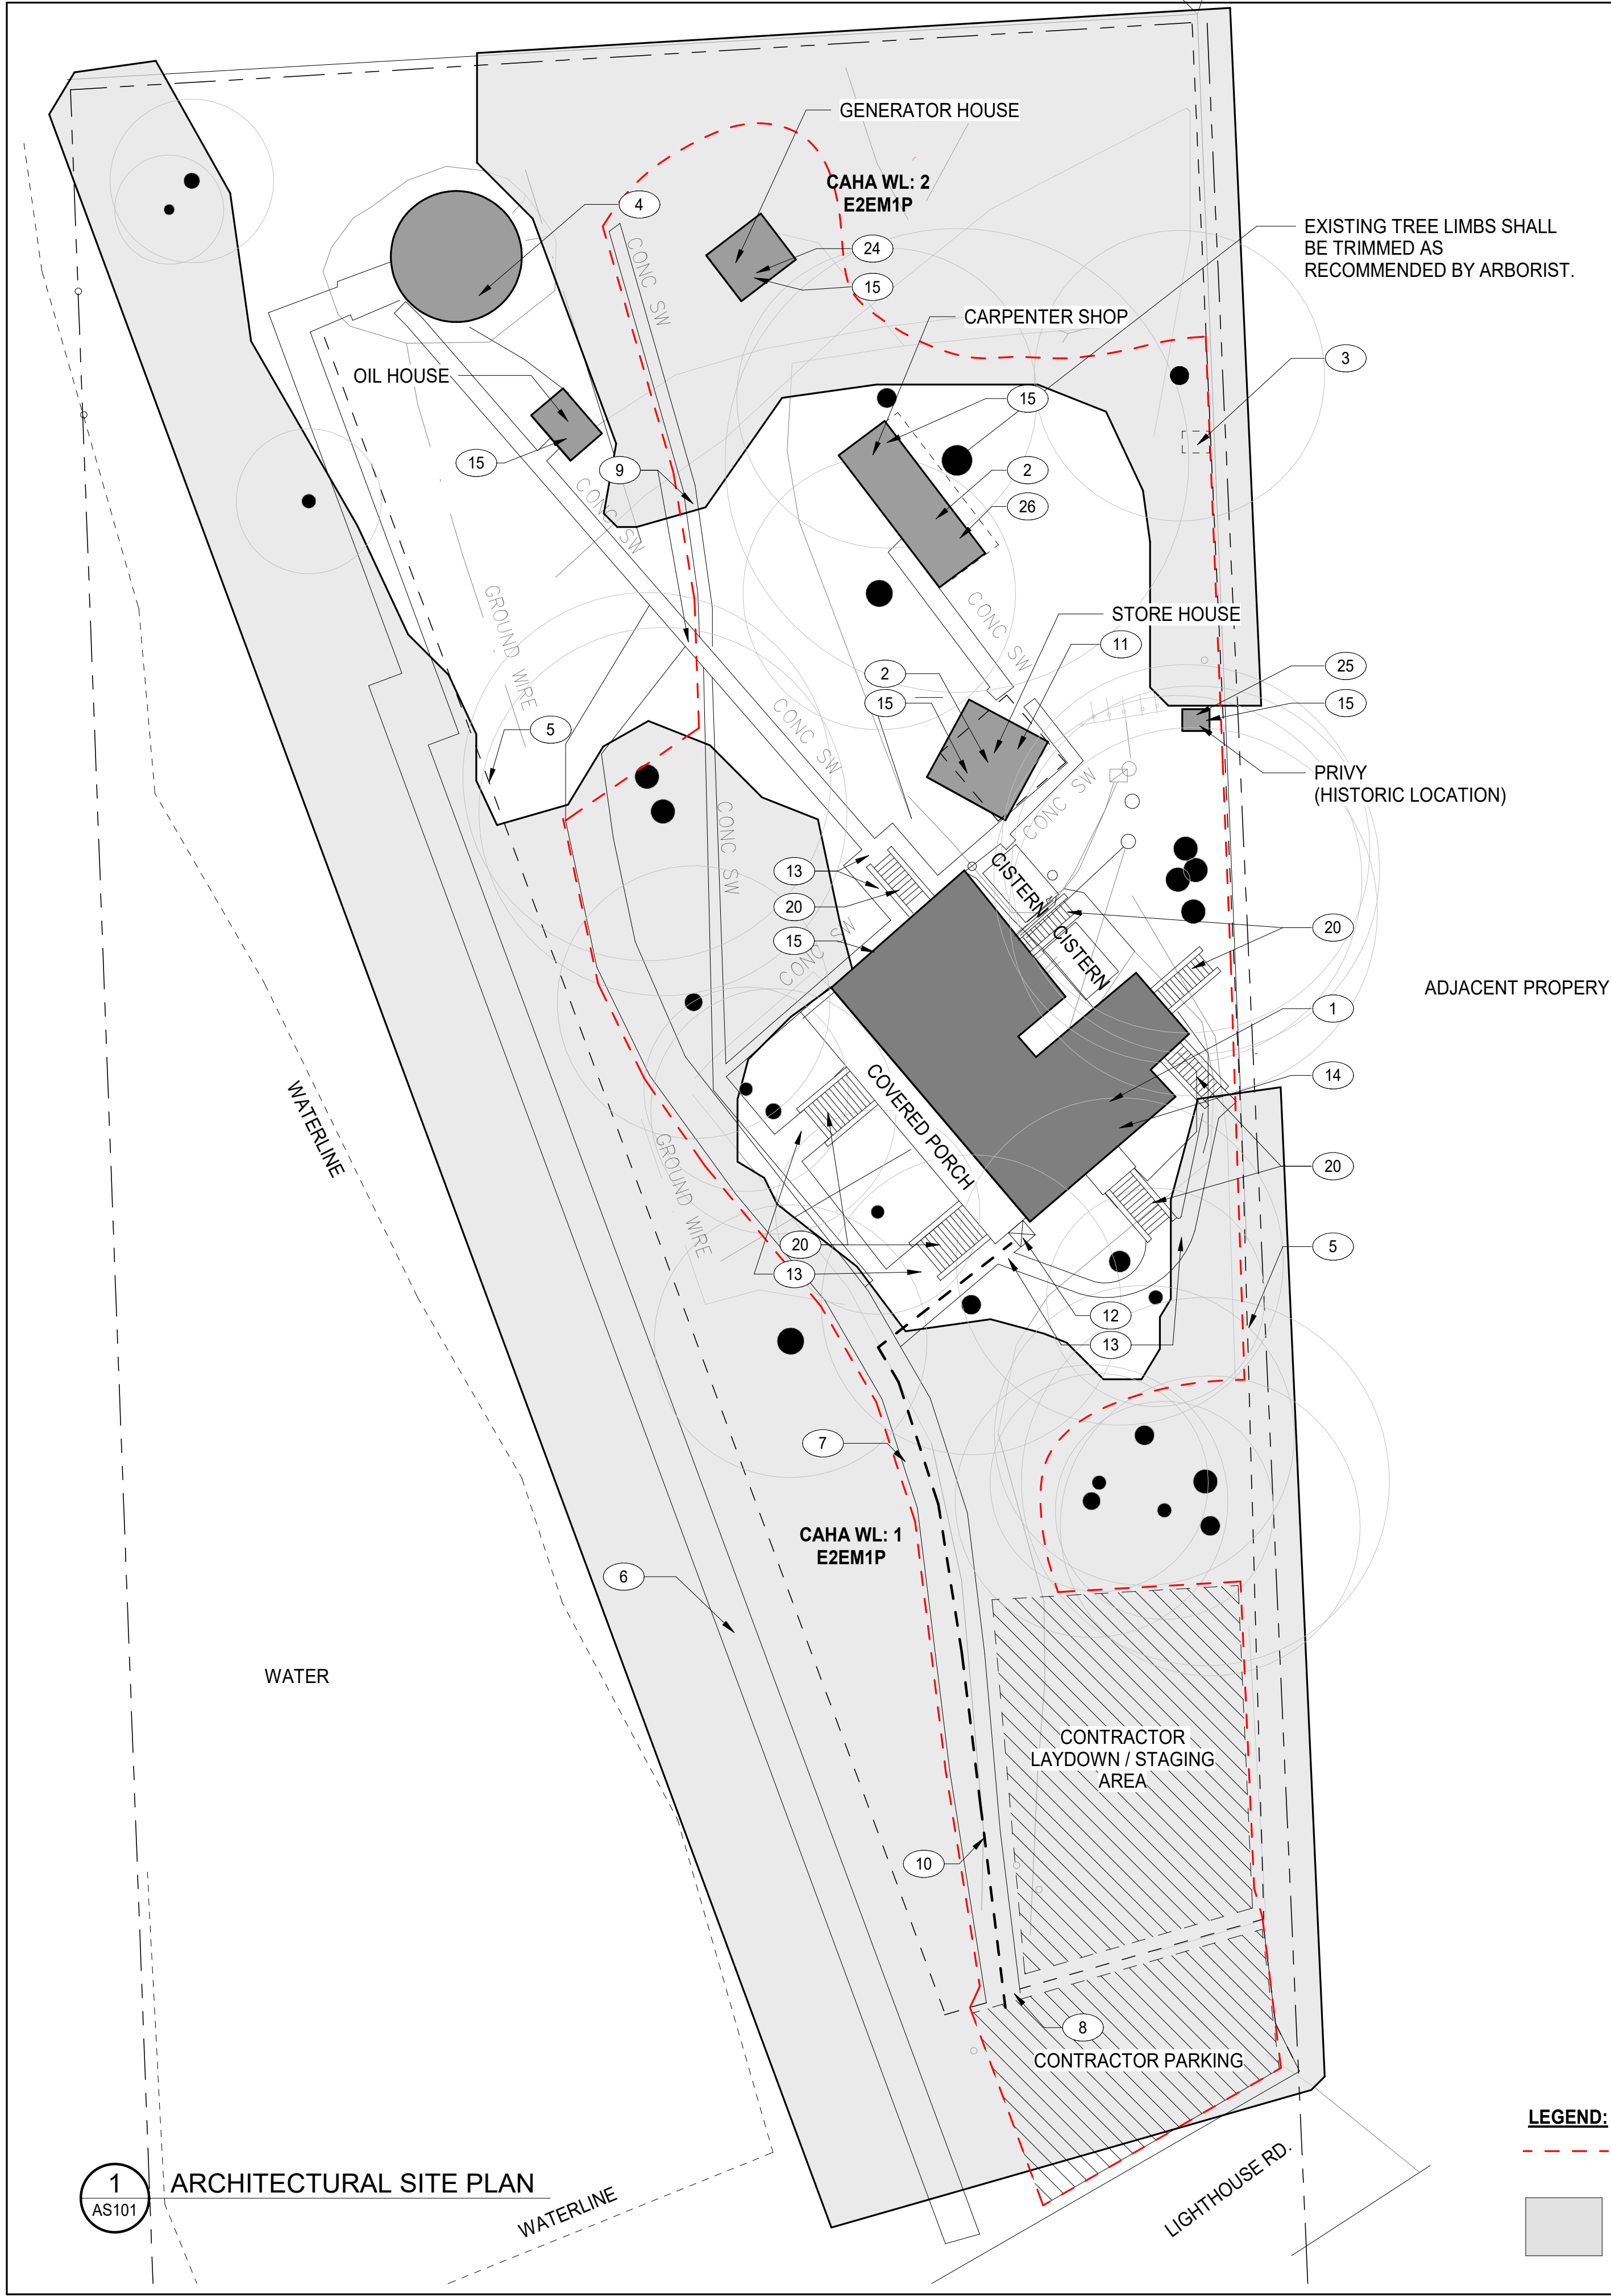 GENERATOR HOUSE
CAHA WL: 2
E2EM1P
4
24
15
EXISTING TREE LIMBS SHALL
BE TRIMMED AS
RECOMMENDED BY ARBORIST.
CONC SW
CARPENTER SHOP
3
OIL HOUSE
15
15
9
2
26
CONC SW
GROUND WIRE
CONC SW
STORE HOUSE
11
2
15
25
15
5
CONC SW
PRIVY
(HISTORIC LOCATION)
CONC SW
CONC SW
13
20
15
CISTERN
CISTERN
CONC SW
20
ADJACENT PROPERY
1
14
COVERED PORCH
WATERLINE
GROUND WIRE
20
20
13
5
12
13
7
CAHA WL: 1
E2EM1P
6
WATER
CONTRACTOR
LAYDOWN / STAGING
AREA
10
8
CONTRACTOR PARKING
LEGEND:
1
AS101
ARCHITECTURAL SITE PLAN
WATERLINE
LIGHTHOUSE RD.